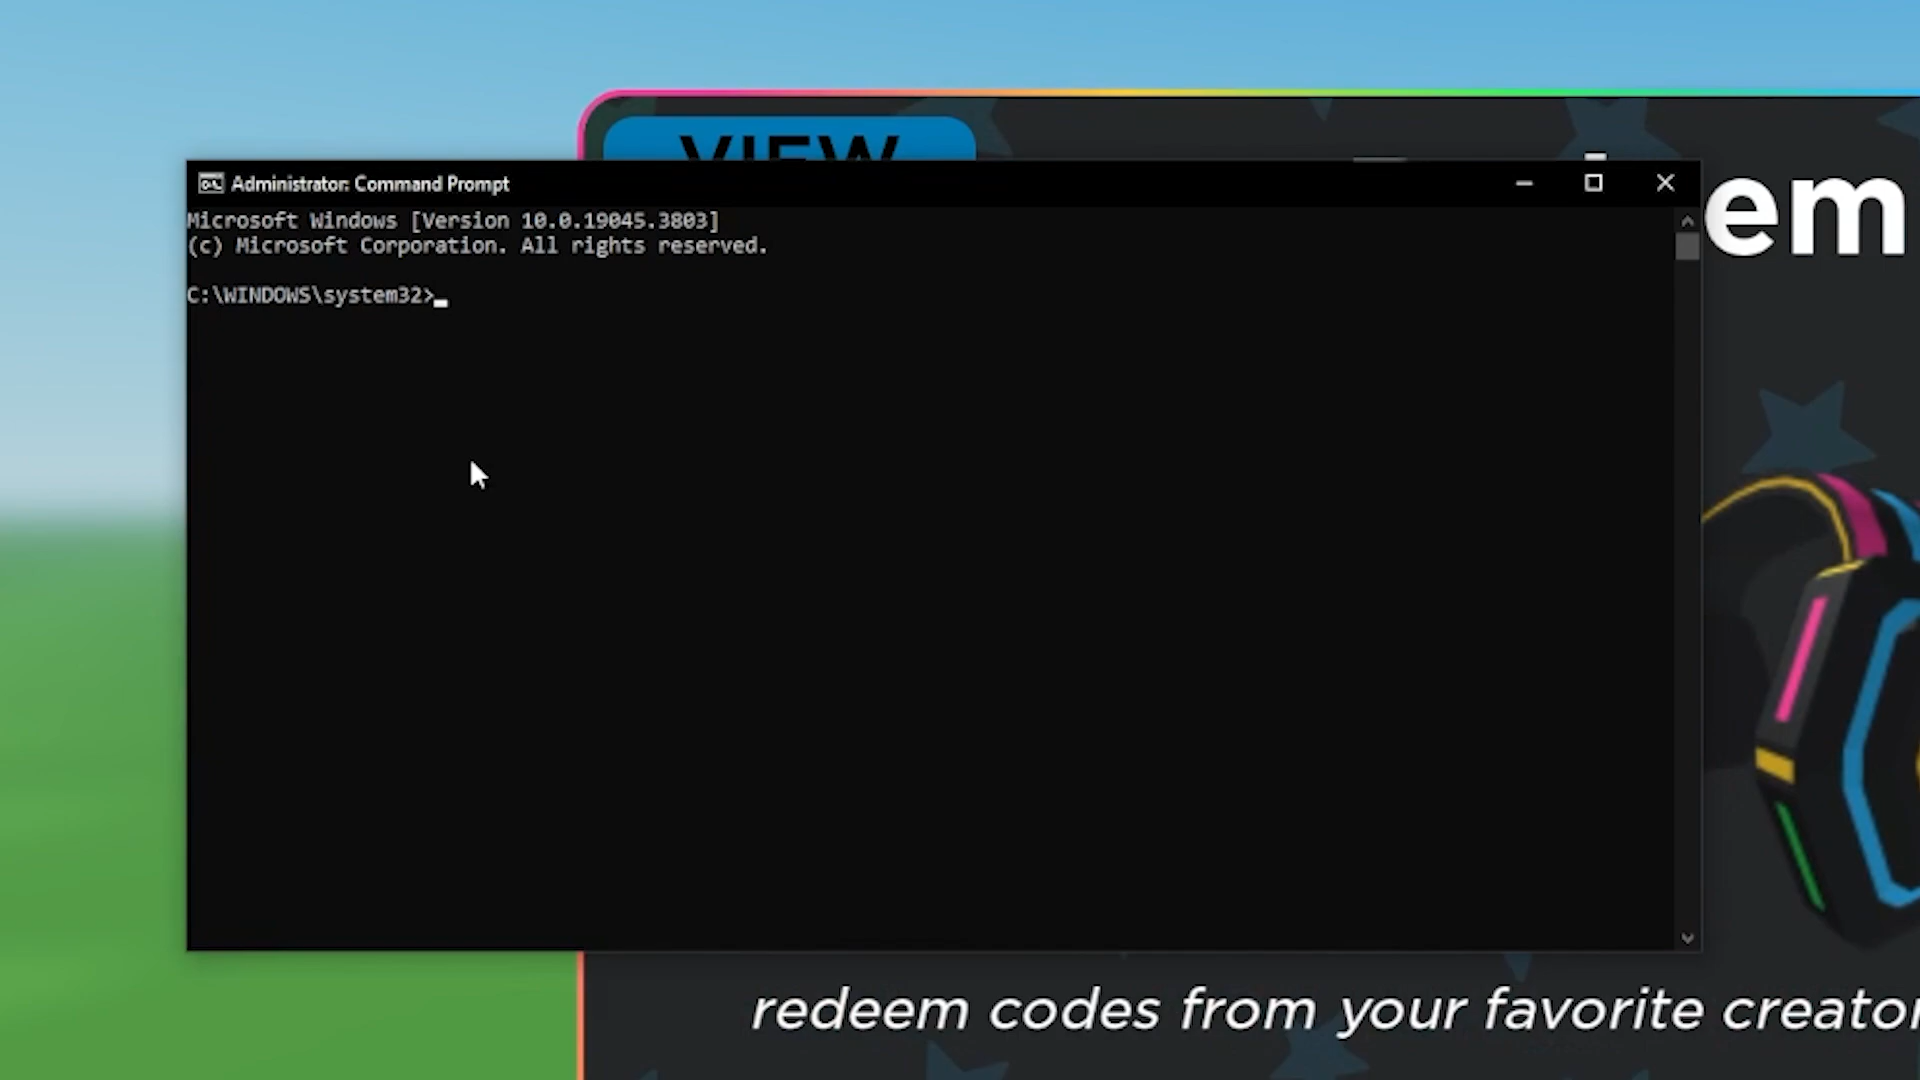 VIEW
em
Administrator: Command Prompt
Microsoft Windows [Version 10.0.19045.3803]
(c) Microsoft Corporation. All rights reserved.
C:\WINDOWS\system32>
redeem codes from your favorite creator